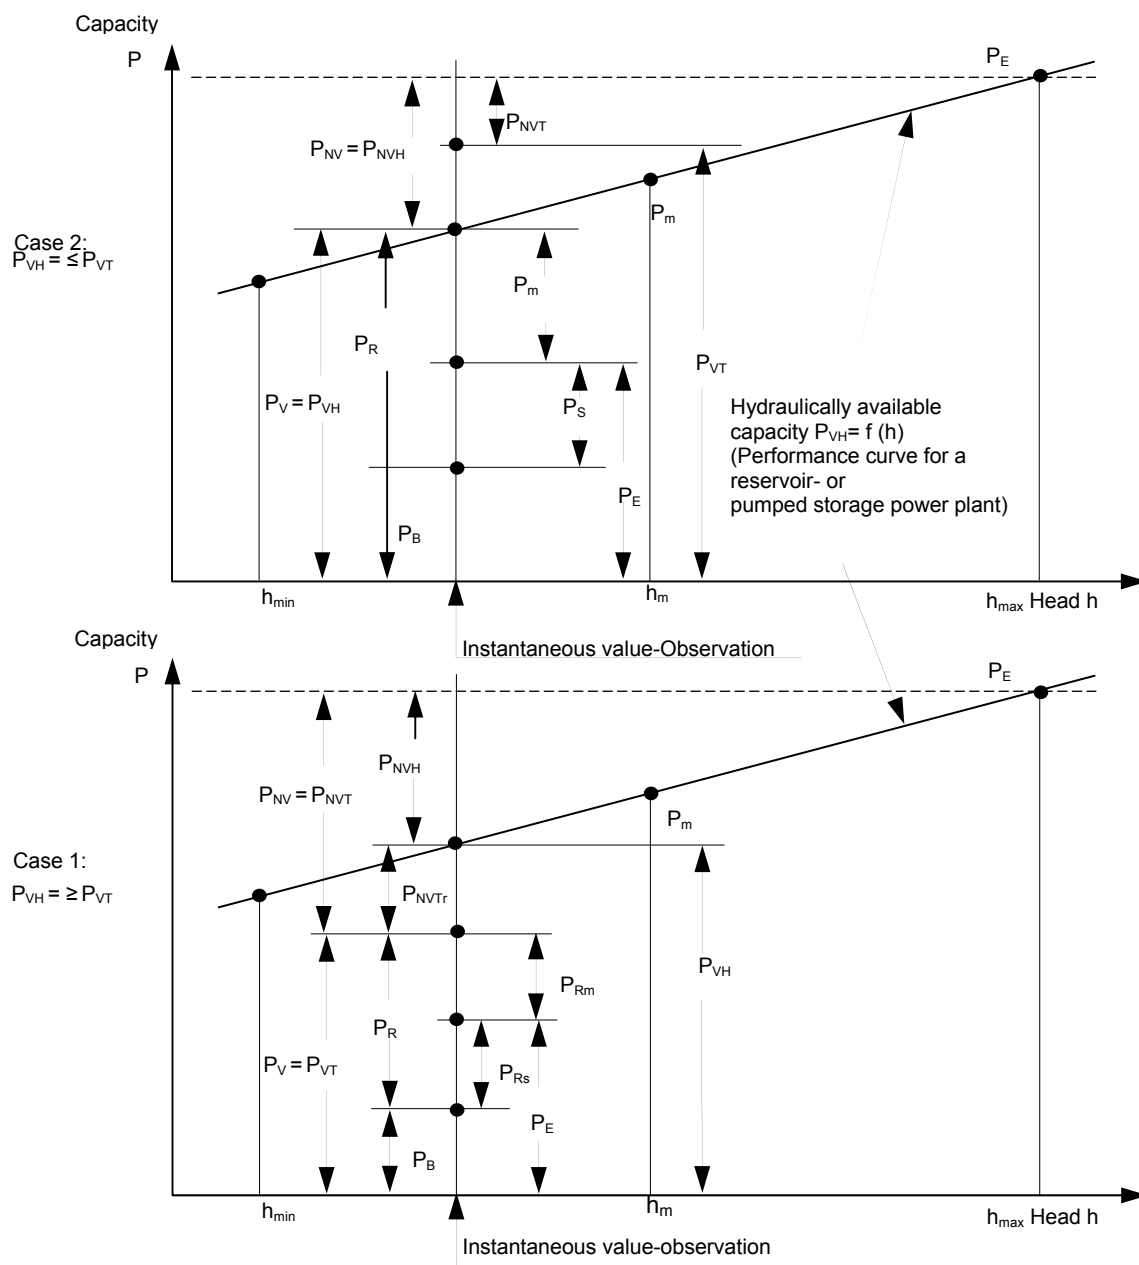 Capacity
P
P_E
P_NVT
P_NV = P_NVH
P_m
Case 2:
P_VH = ≤ P_VT
P_m
P_R
P_VT
P_V = P_VH
P_S
Hydraulically available
capacity P_VH = f (h)
(Performance curve for a
reservoir- or
pumped storage power plant)
P_E
P_B
h_min
h_m
h_max Head h
Instantaneous value-Observation
Capacity
P
P_E
P_NVH
P_NV = P_NVT
P_m
Case 1:
P_VH = ≥ P_VT
P_NVTr
P_VH
P_Rm
P_R
P_V = P_VT
P_Rs
P_E
P_B
h_min
h_m
h_max Head h
Instantaneous value-observation